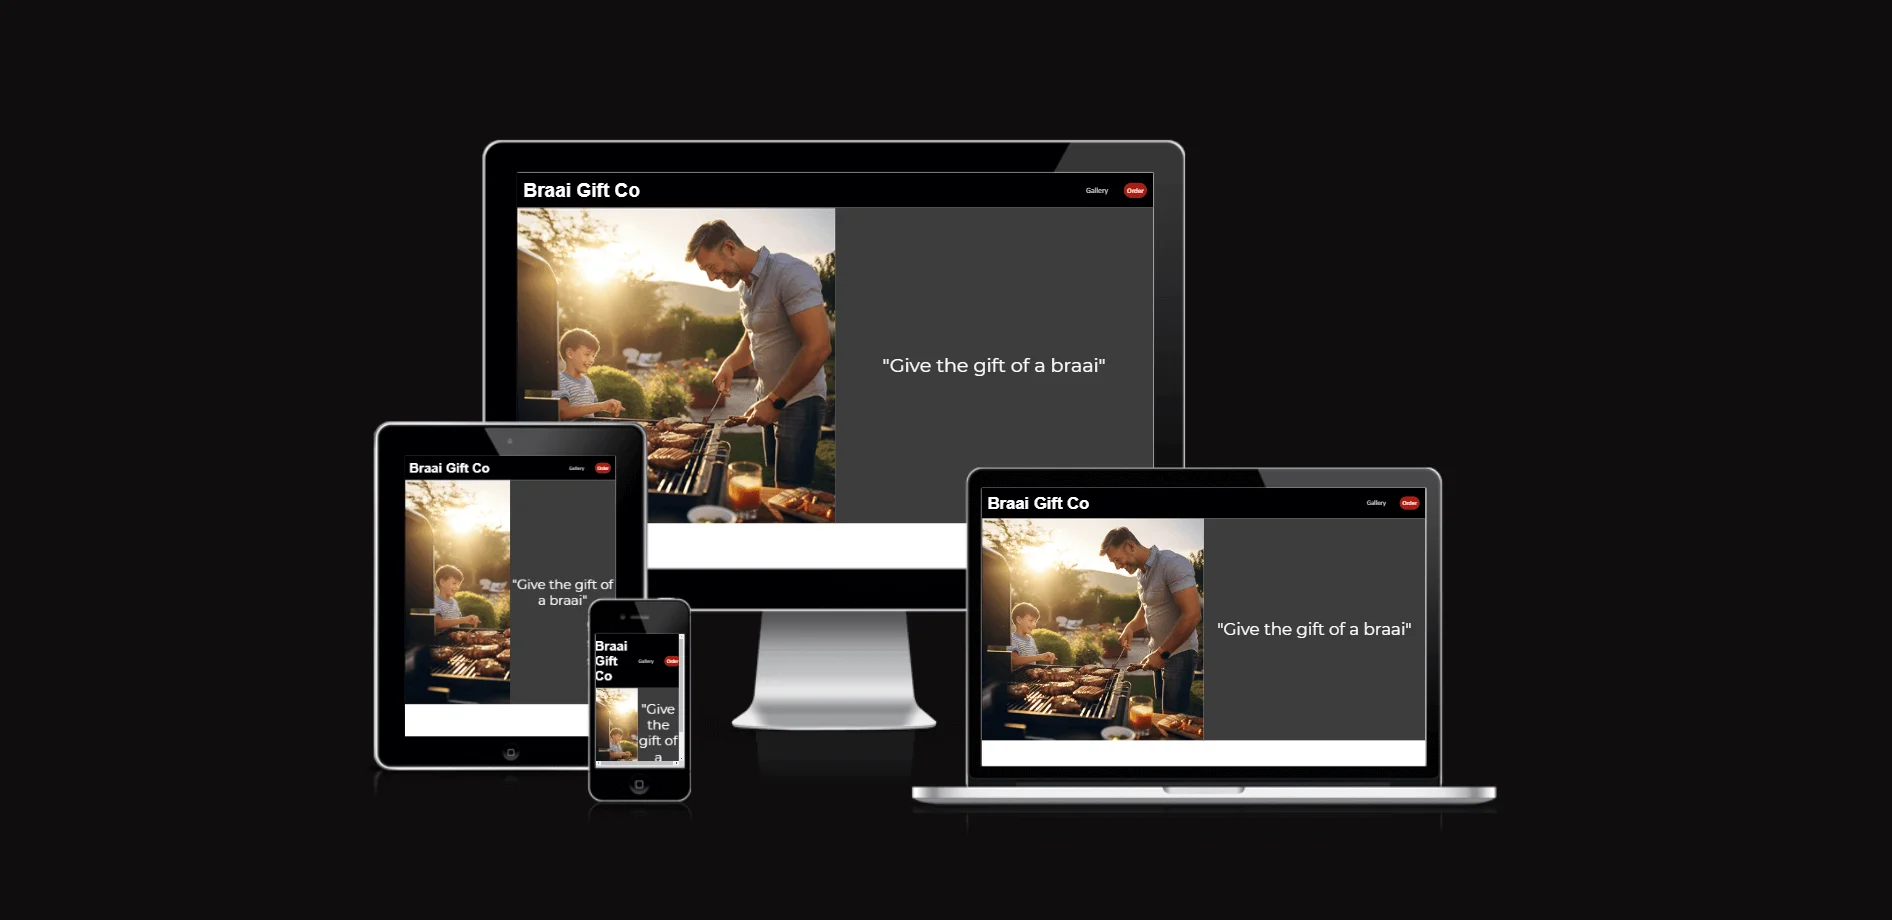 Braai Gift Co
Gallery
Order
"Give the gift of a braai"
Braai Gift Co
Gallery
Order
"Give the gift of
a braai"
Braai
Gift
Co
Gallery
Order
"Give
the
gift of
a
Braai Gift Co
Gallery
Order
"Give the gift of a braai"